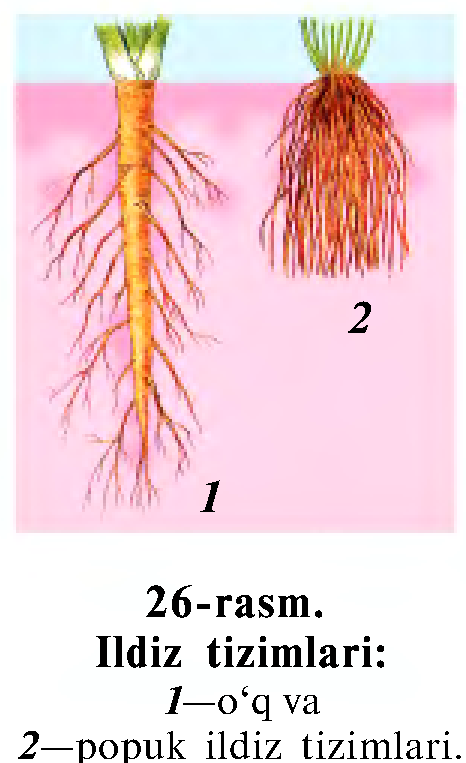 1
2
26-rasm.
Ildiz tizimlari:
1—o‘q va
2—popuk ildiz tizimlari.